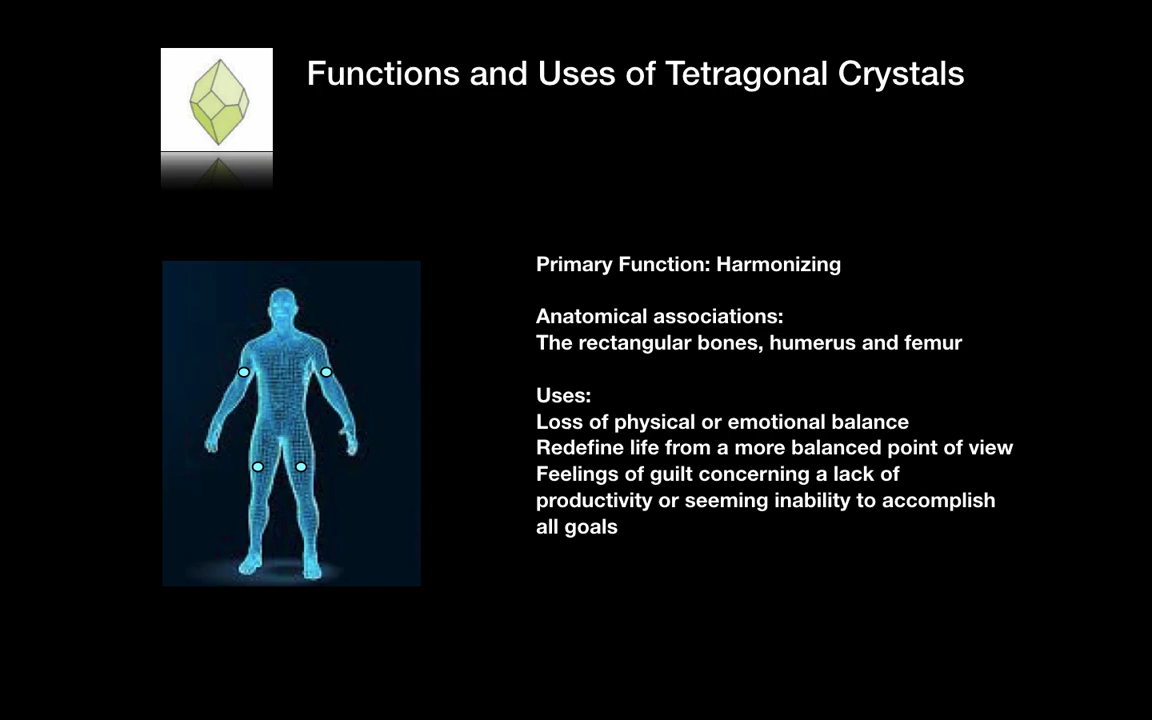 Functions and Uses of Tetragonal Crystals
Primary Function: Harmonizing
Anatomical associations:
The rectangular bones, humerus and femur
Uses:
Loss of physical or emotional balance
Redefine life from a more balanced point of view
Feelings of guilt concerning a lack of
productivity or seeming inability to accomplish
all goals